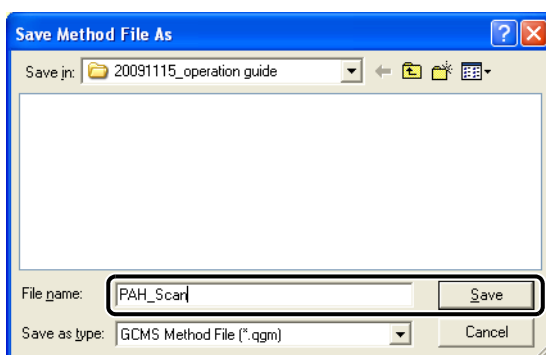 Save Method File As
Save in: 20091115_operation guide
File name: PAH_Scan Save
Save as type: GCMS Method File (*.qgm) Cancel